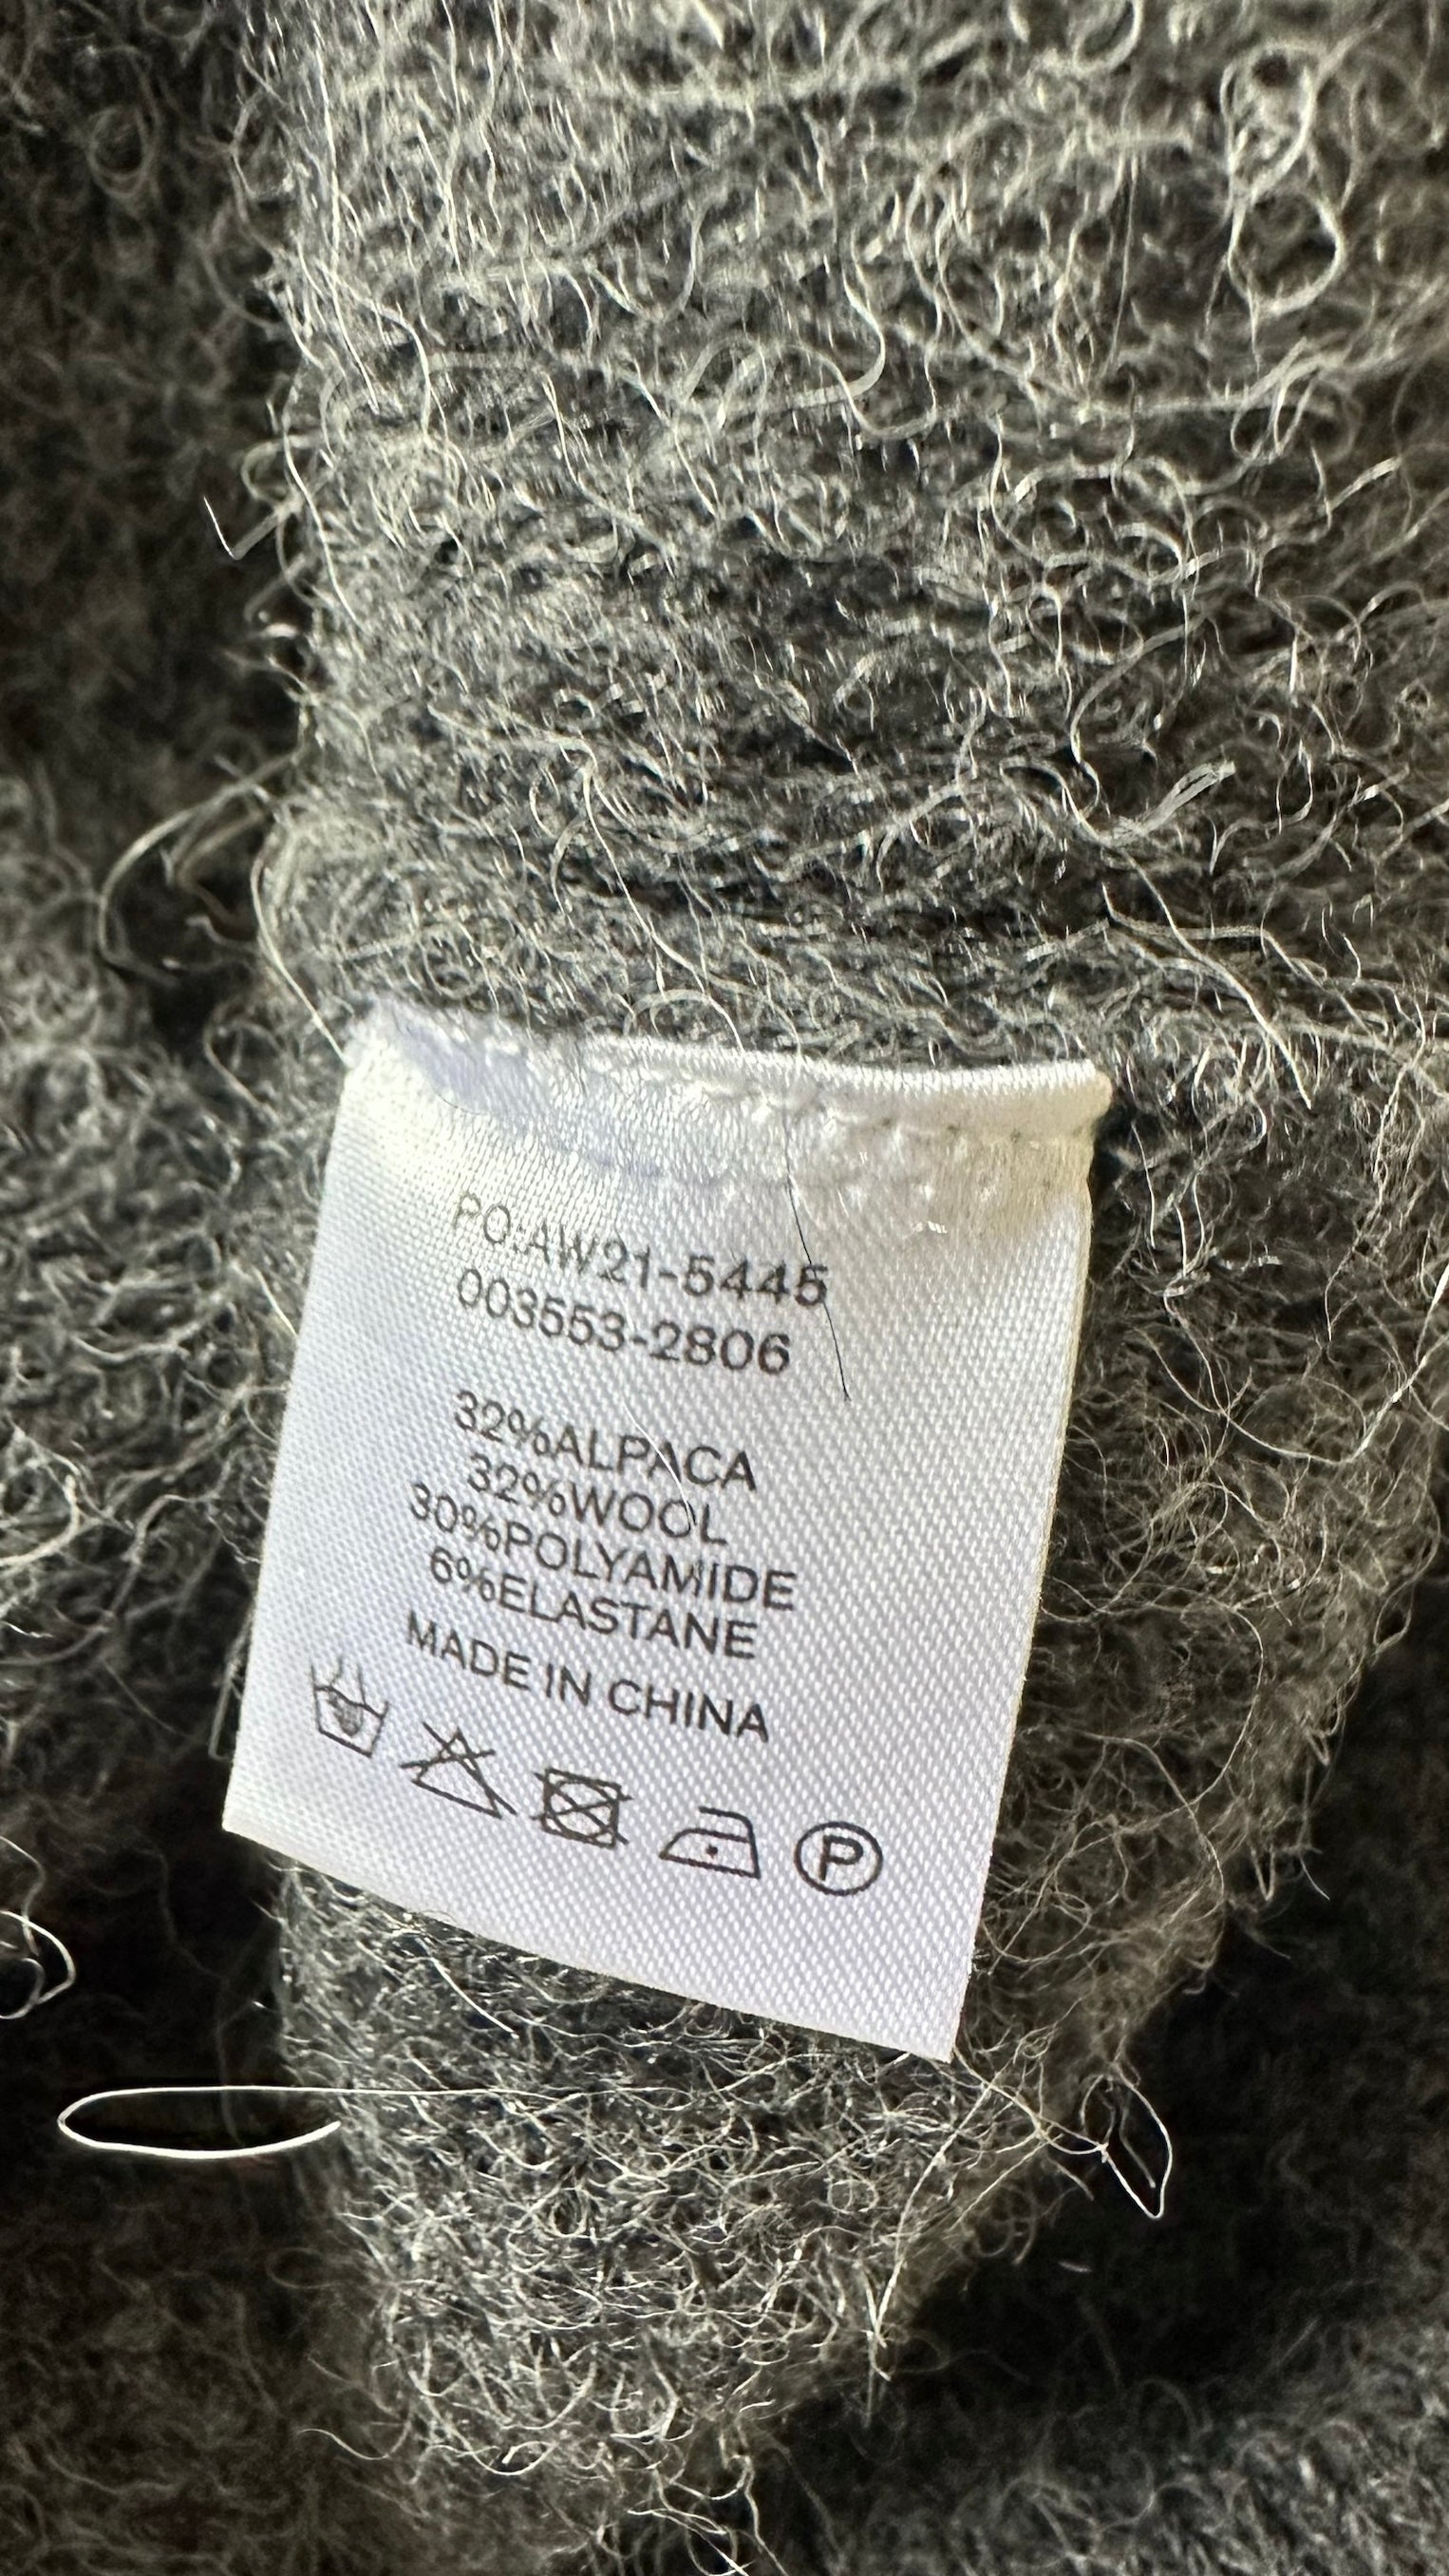 PO:AW21-5445
003553-2806
32%ALPACA
32%WOOL
30%POLYAMIDE
6%ELASTANE
MADE IN CHINA
P